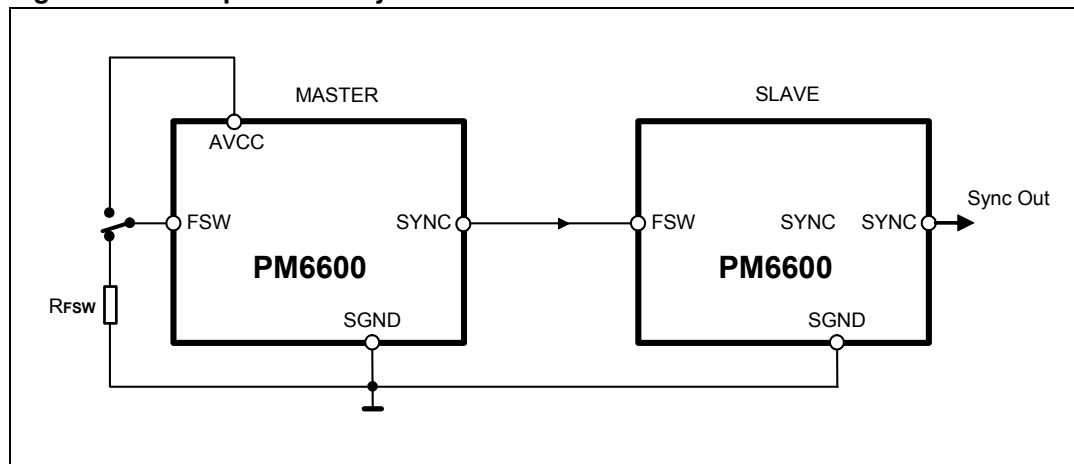 MASTER
SLAVE
AVCC
FSW
SYNC
FSW
SYNC
SYNC
Sync Out
PM6600
PM6600
RFSW
SGND
SGND